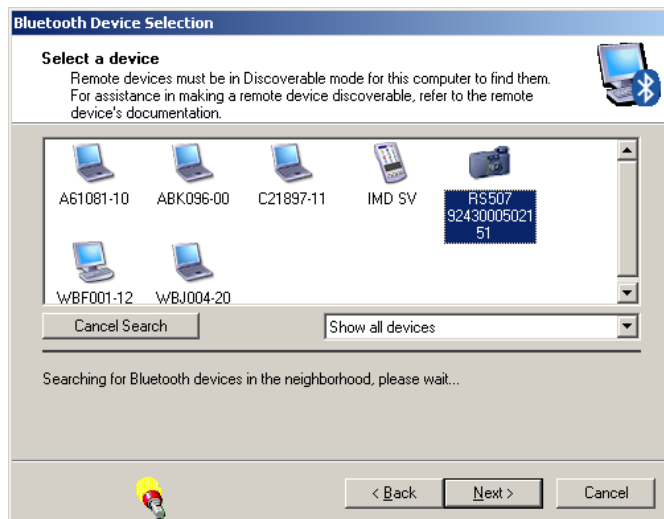 Bluetooth Device Selection
Select a device
Remote devices must be in Discoverable mode for this computer to find them.
For assistance in making a remote device discoverable, refer to the remote
device's documentation.
A61081-10 ABK096-00 C21897-11 IMD SV RS507
92430005021
51
WBF001-12 WBJ004-20
Cancel Search Show all devices
Searching for Bluetooth devices in the neighborhood, please wait...
< Back Next > Cancel